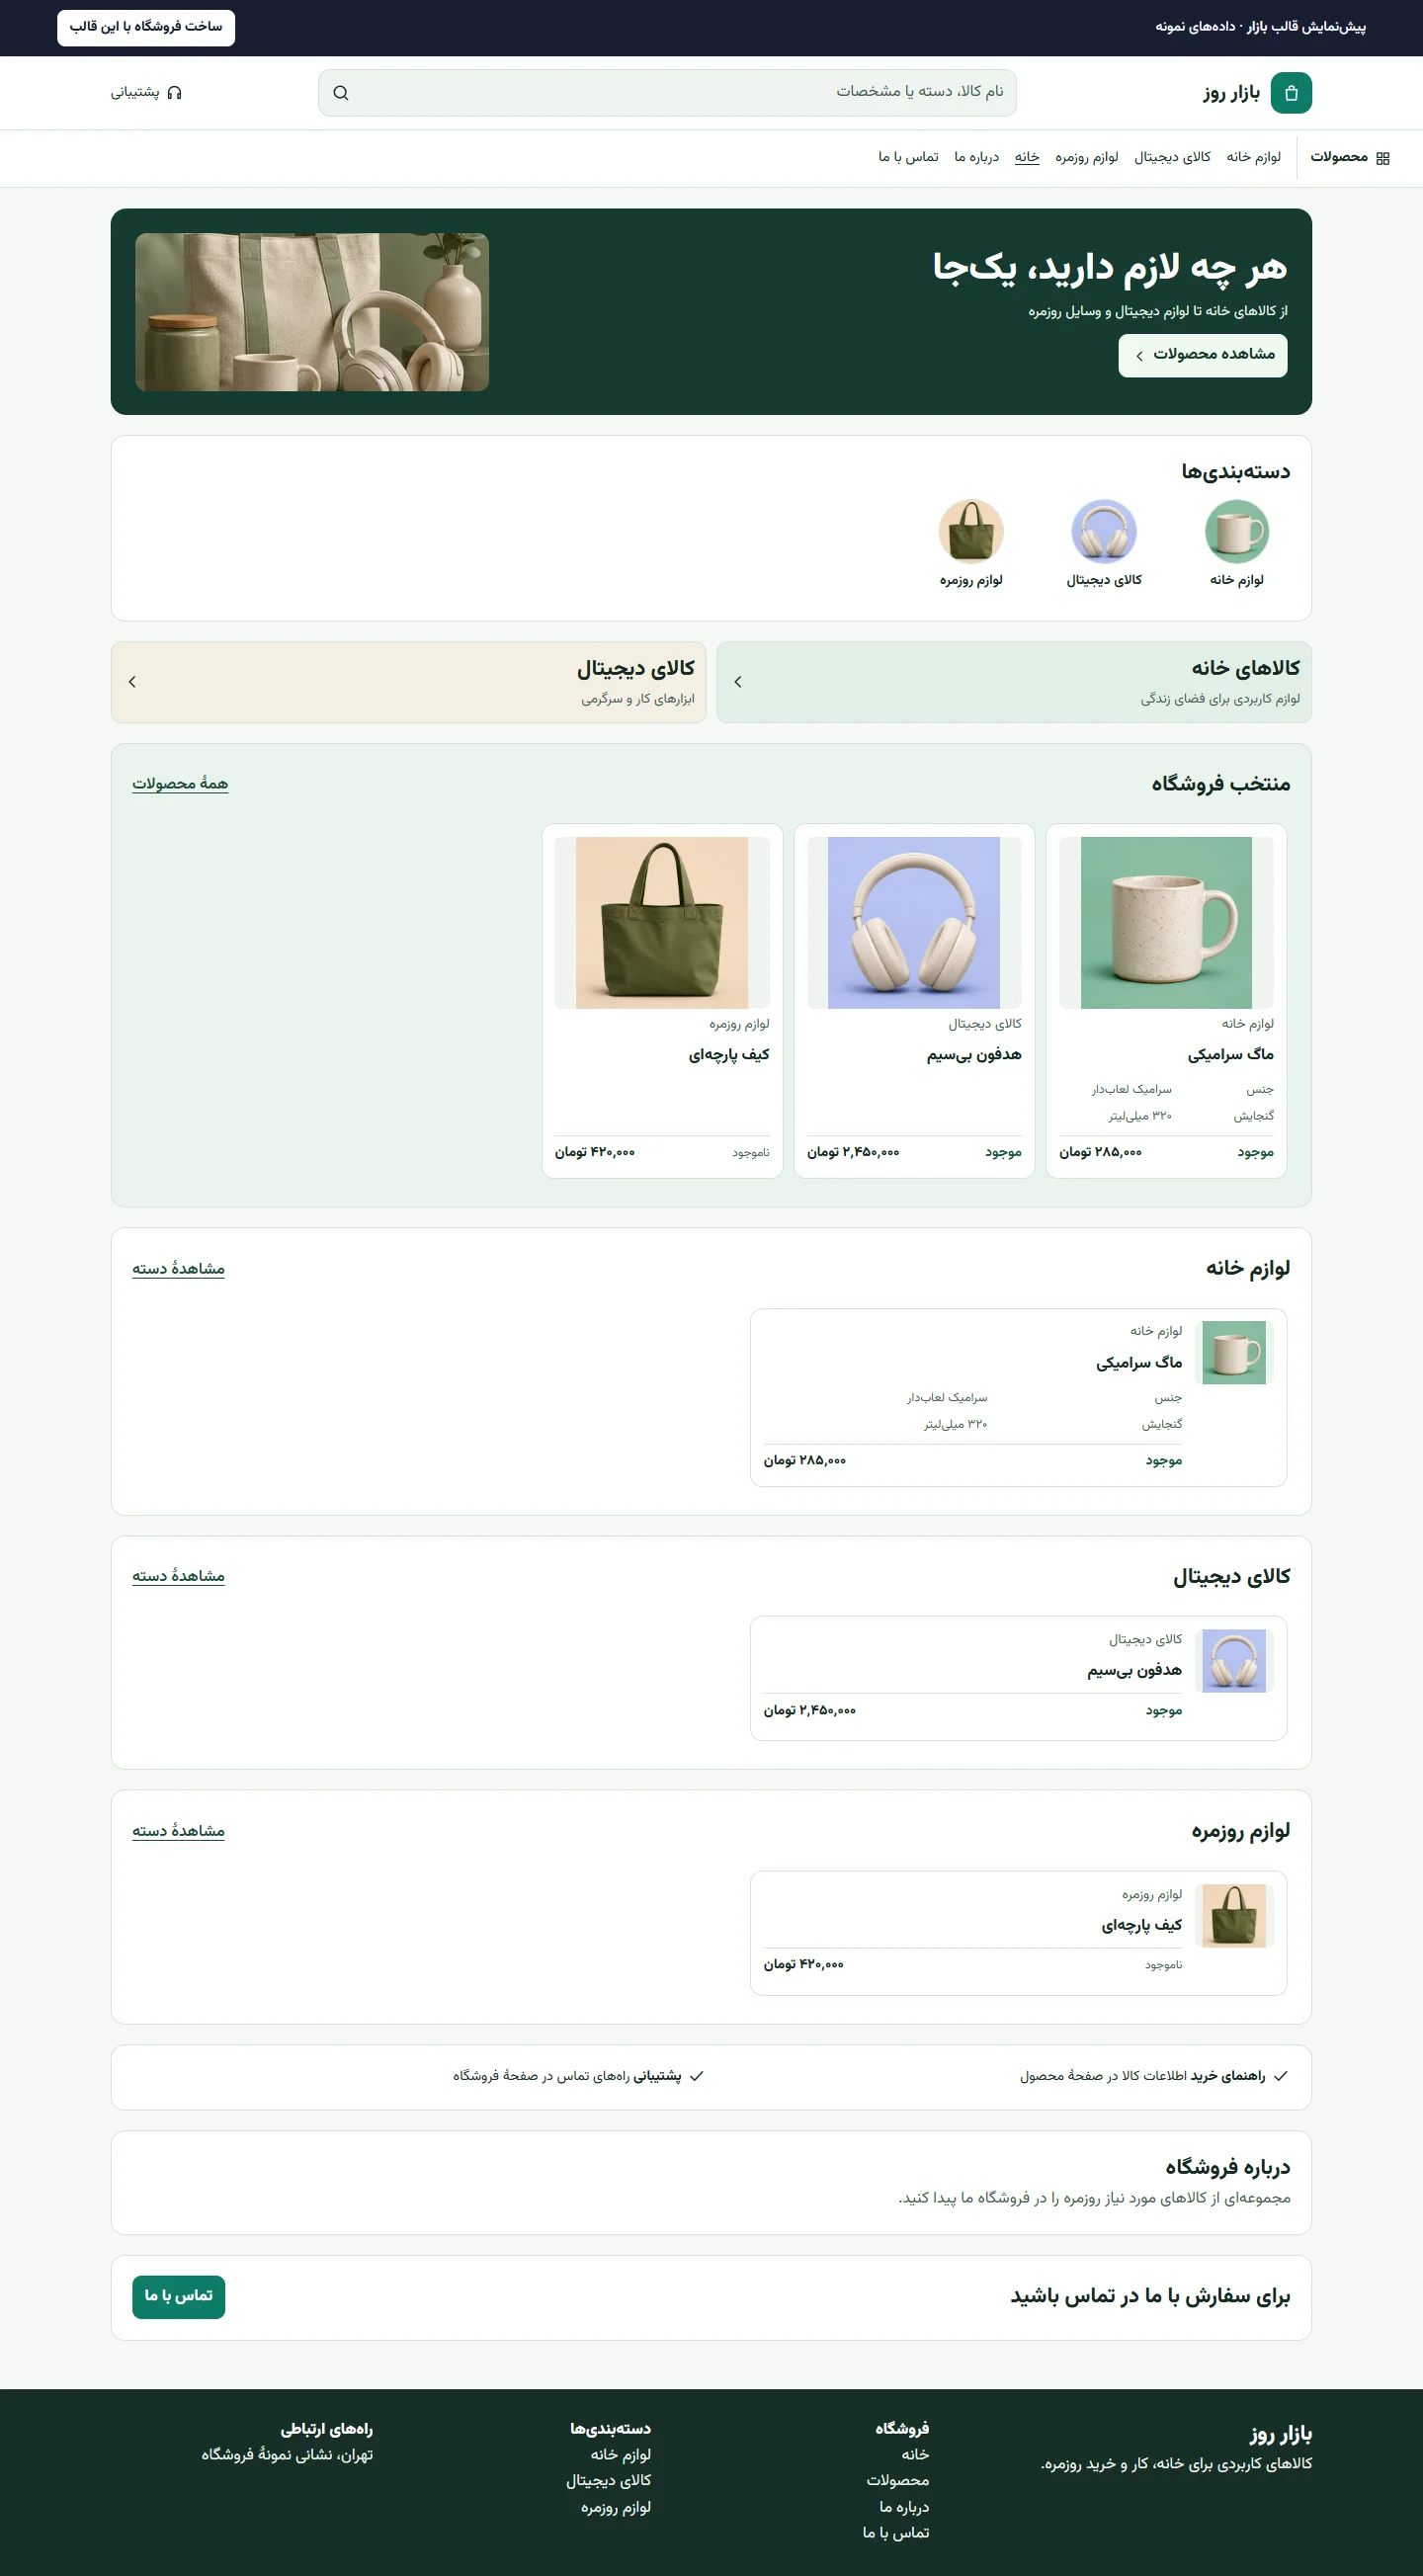 پیش‌نمایش قالب بازار · داده‌های نمونه
ساخت فروشگاه با این قالب
بازار روز
نام کالا، دسته یا مشخصات
پشتیبانی
محصولات
لوازم خانه
کالای دیجیتال
لوازم روزمره
خانه
درباره ما
تماس با ما
هر چه لازم دارید، یک‌جا
از کالاهای خانه تا لوازم دیجیتال و وسایل روزمره
مشاهده محصولات
دسته‌بندی‌ها
لوازم خانه
کالای دیجیتال
لوازم روزمره
کالاهای خانه
لوازم کاربردی برای فضای زندگی
کالای دیجیتال
ابزارهای کار و سرگرمی
منتخب فروشگاه
همهٔ محصولات
لوازم خانه
ماگ سرامیکی
جنس سرامیک لعاب‌دار
گنجایش ۳۲۰ میلی‌لیتر
موجود ۲۸۵,۰۰۰ تومان
کالای دیجیتال
هدفون بی‌سیم
موجود ۲,۴۵۰,۰۰۰ تومان
لوازم روزمره
کیف پارچه‌ای
ناموجود ۴۲۰,۰۰۰ تومان
لوازم خانه
مشاهدهٔ دسته
لوازم خانه
ماگ سرامیکی
جنس سرامیک لعاب‌دار
گنجایش ۳۲۰ میلی‌لیتر
موجود ۲۸۵,۰۰۰ تومان
کالای دیجیتال
مشاهدهٔ دسته
کالای دیجیتال
هدفون بی‌سیم
موجود ۲,۴۵۰,۰۰۰ تومان
لوازم روزمره
مشاهدهٔ دسته
لوازم روزمره
کیف پارچه‌ای
ناموجود ۴۲۰,۰۰۰ تومان
راهنمای خرید اطلاعات کالا در صفحهٔ محصول
پشتیبانی راه‌های تماس در صفحهٔ فروشگاه
درباره فروشگاه
مجموعه‌ای از کالاهای مورد نیاز روزمره را در فروشگاه ما پیدا کنید.
برای سفارش با ما در تماس باشید
تماس با ما
بازار روز
کالاهای کاربردی برای خانه، کار و خرید روزمره.
فروشگاه
خانه
محصولات
درباره ما
تماس با ما
دسته‌بندی‌ها
لوازم خانه
کالای دیجیتال
لوازم روزمره
راه‌های ارتباطی
تهران، نشانی نمونهٔ فروشگاه